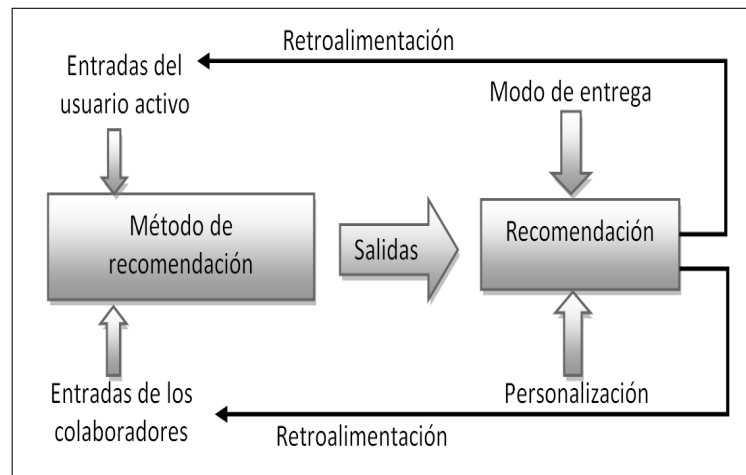 Retroalimentación
Entradas del
usuario activo
Modo de entrega
Método de
recomendación
Salidas
Recomendación
Entradas de los
colaboradores
Personalización
Retroalimentación